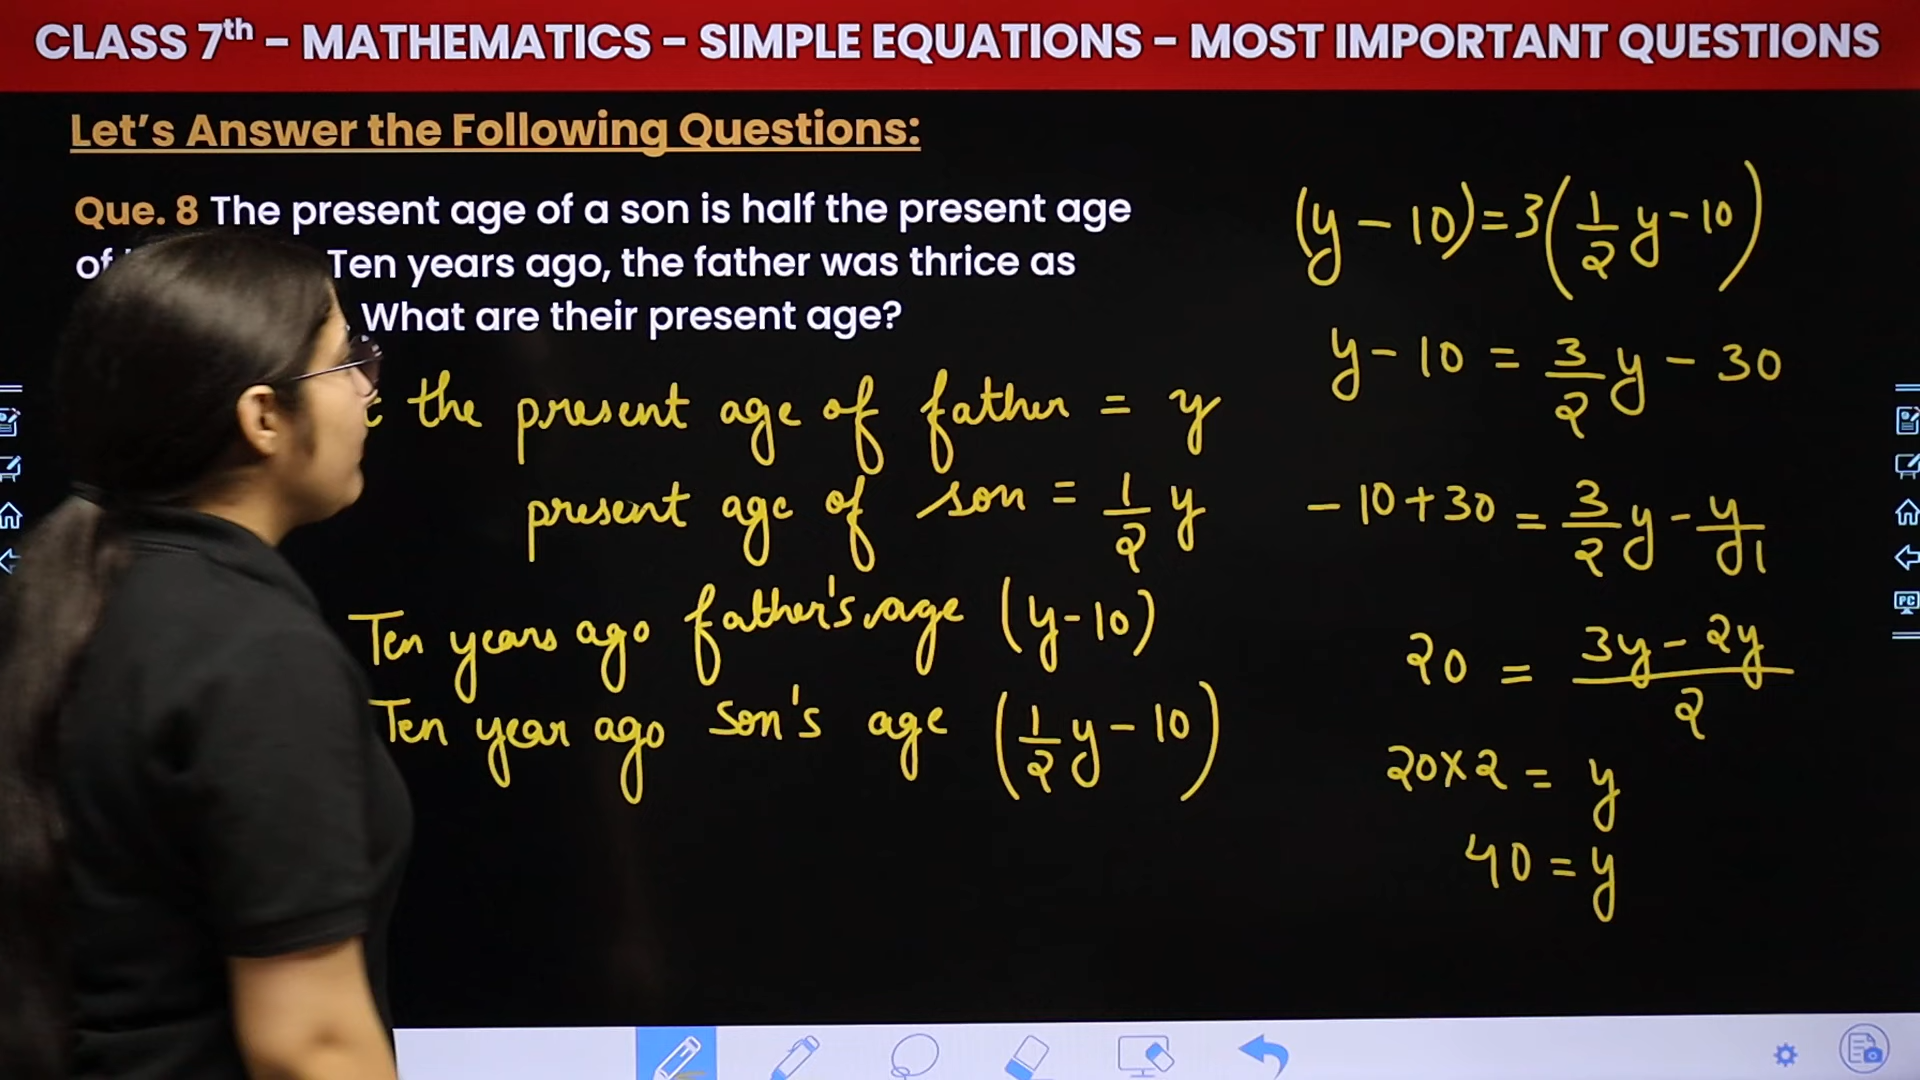 CLASS 7th - MATHEMATICS - SIMPLE EQUATIONS - MOST IMPORTANT QUESTIONS
Let's Answer the Following Questions:
Que. 8 The present age of a son is half the present age
of Ten years ago, the father was thrice as
What are their present age?
the present age of father = y
present age of son = 1/2 y
Ten years ago father's age (y-10)
Ten year ago son's age (1/2 y - 10)
(y - 10) = 3(1/2 y - 10)
y - 10 = 3/2 y - 30
- 10 + 30 = 3/2 y - y/1
20 = 3y - 2y / 2
20 x 2 = y
40 = y
PC